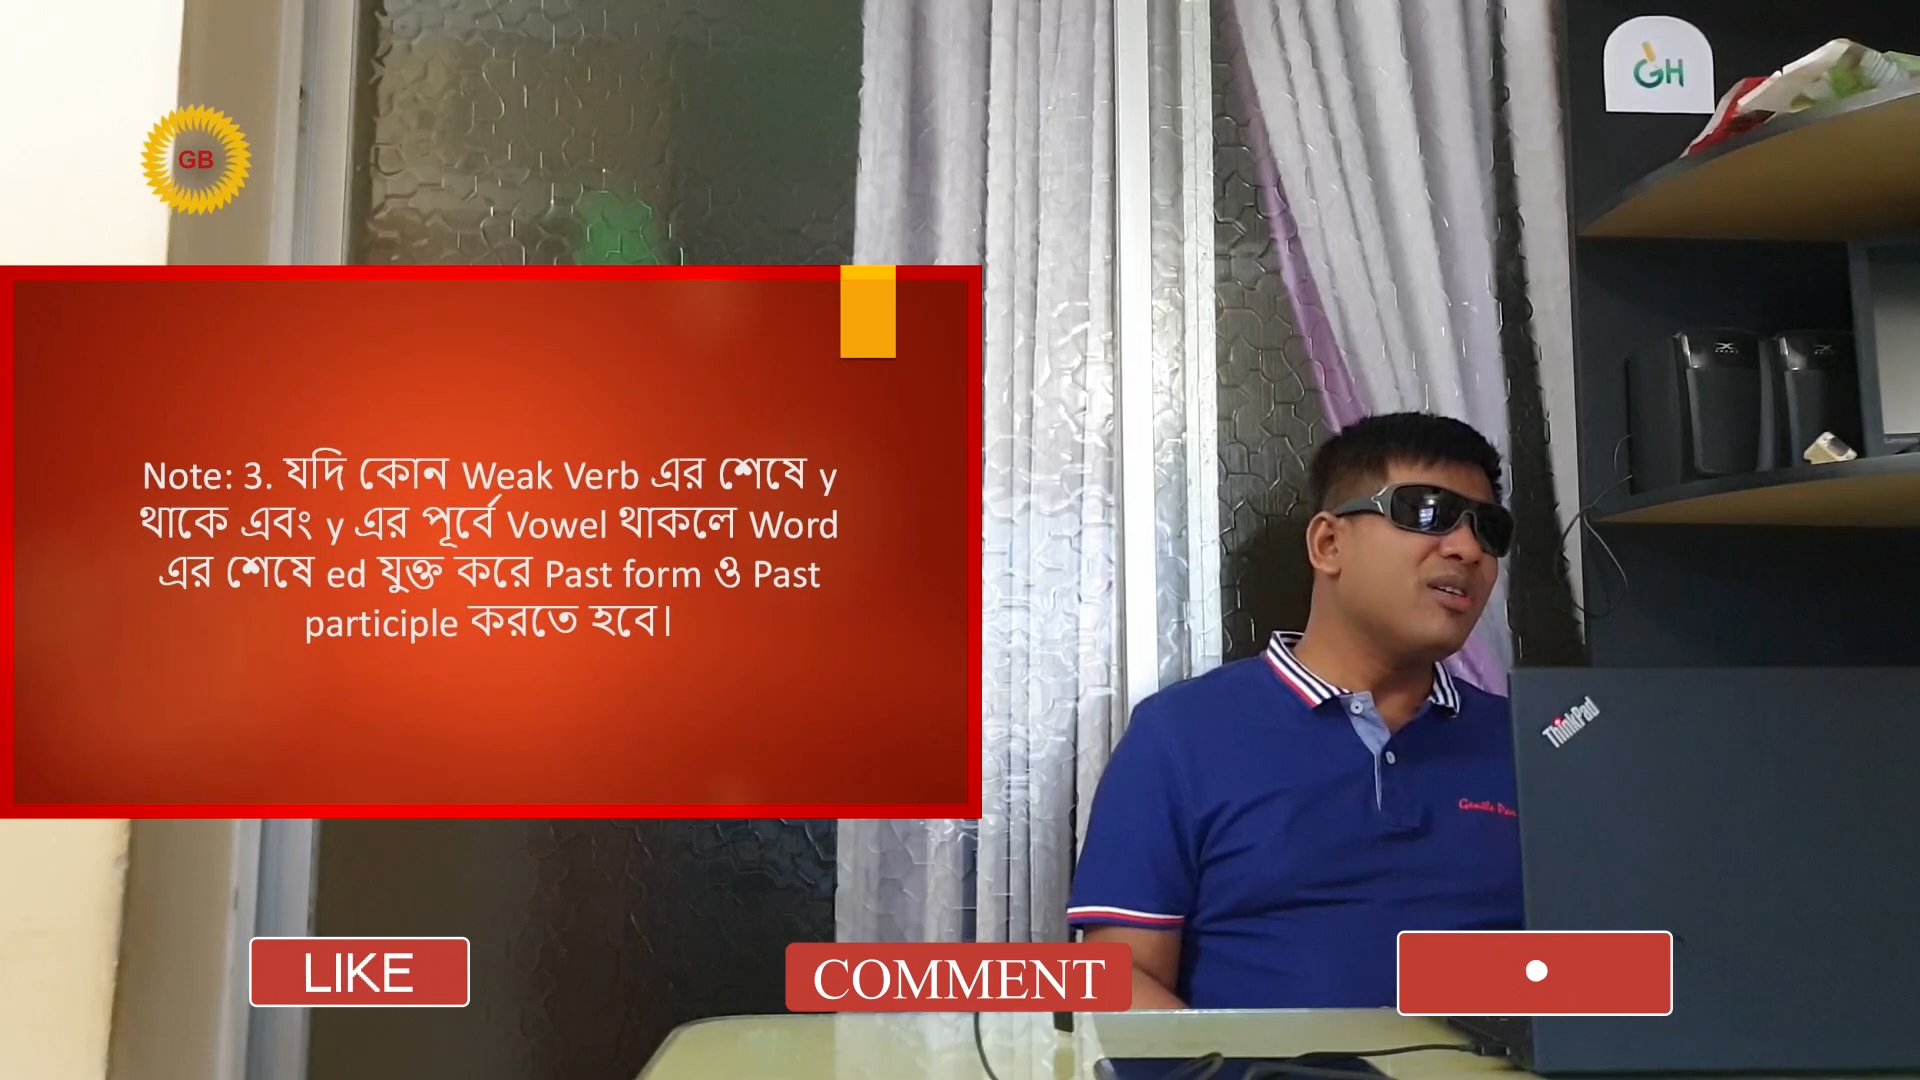 GH
GB
Note: 3. যদি কোন Weak Verb এর শেষে y
থাকে এবং y এর পূর্বে Vowel থাকলে Word
এর শেষে ed যুক্ত করে Past form ও Past
participle করতে হবে।
ThinkPad
LIKE
COMMENT